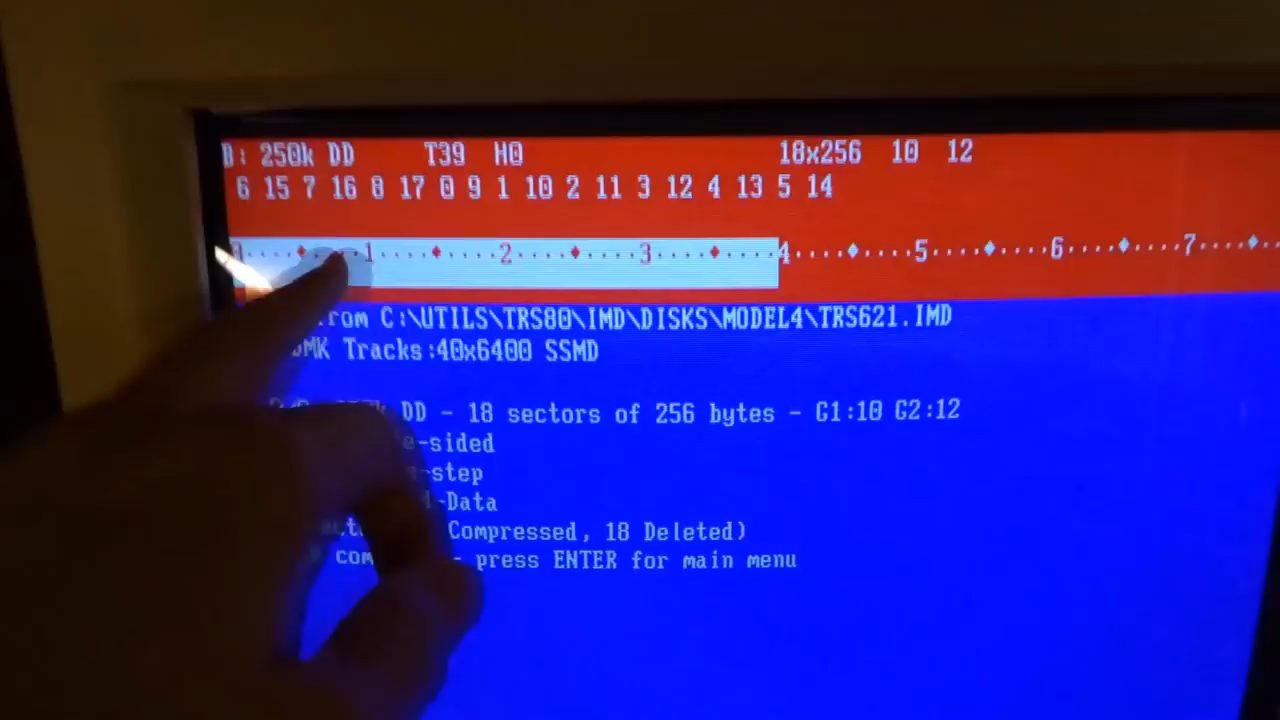 B: 250k DD T39 H0 18x256 10 12
6 15 7 16 8 17 0 9 1 10 2 11 3 12 4 13 5 14
0····♦····1····♦····2····♦····3····♦····4····♦····5····♦····6····♦····7····♦····
from C:\UTILS\TRS80\IMD\DISKS\MODEL4\TRS621.IMD
Tracks:40x6400 SSMD
DD - 18 sectors of 256 bytes - G1:10 G2:12
-sided
-step
-Data
Compressed, 18 Deleted)
- press ENTER for main menu